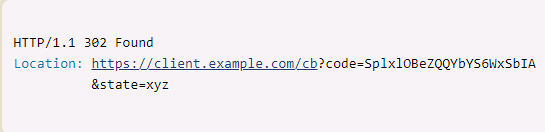 HTTP/1.1 302 Found
Location: https://client.example.com/cb?code=SplxlOBeZQQYbYS6WxSbIA
&state=xyz